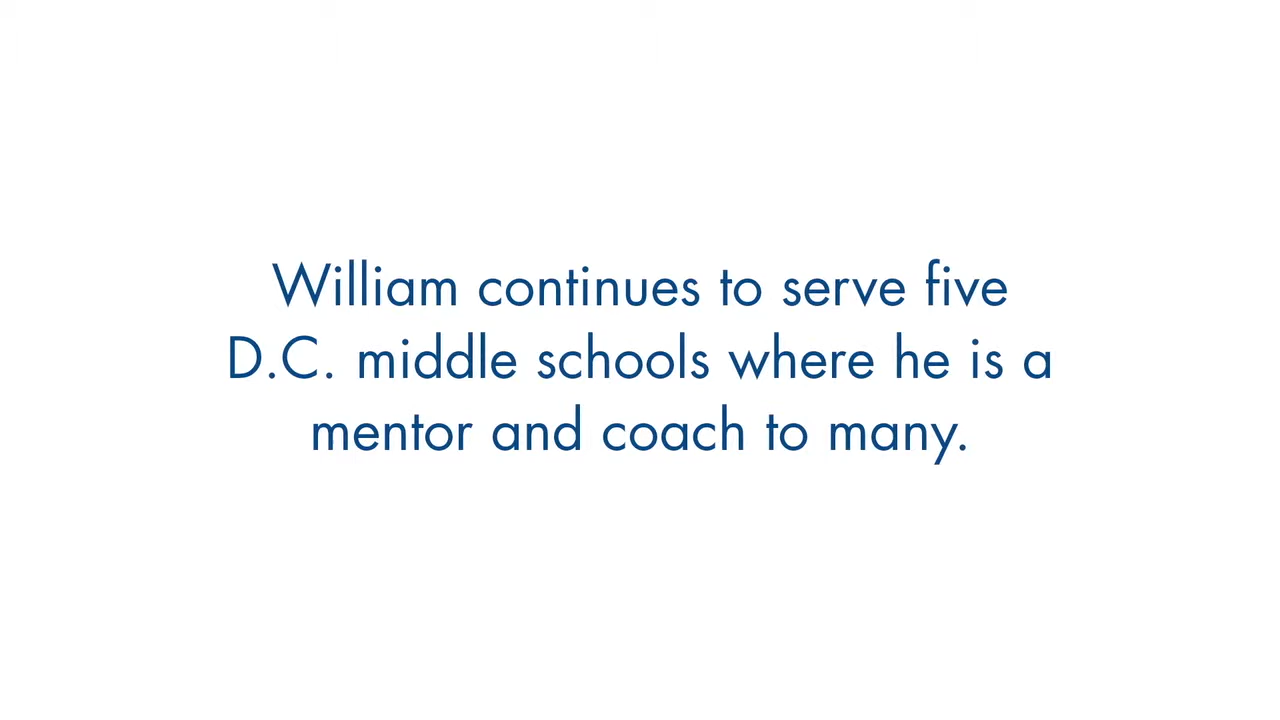 William continues to serve five
D.C. middle schools where he is a
mentor and coach to many.